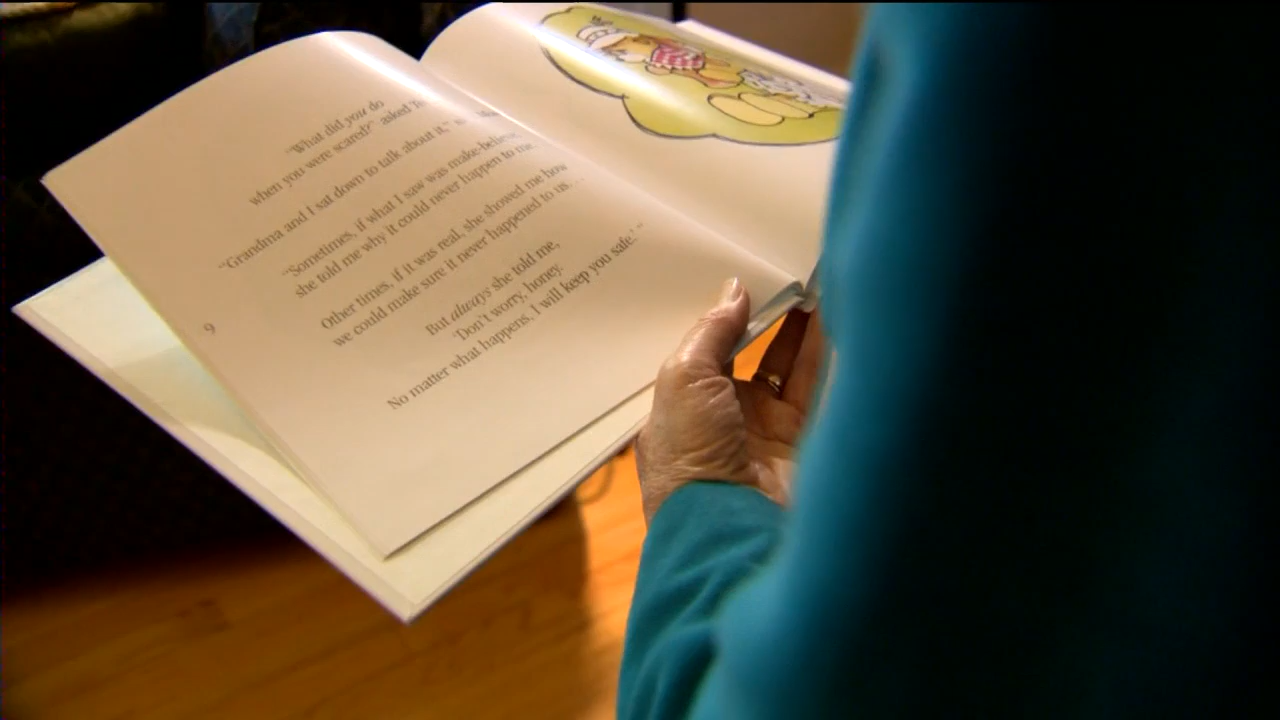 "What did you do
when you were scared?" asked
"Grandma and I sat down to talk about it,"
"Sometimes, if what I saw was make-believe,
she told me why it could never happen to me.
Other times, if it was real, she showed me how
we could make sure it never happened to us. . .
But always she told me,
'Don't worry, honey.
No matter what happens, I will keep you safe.' "
9